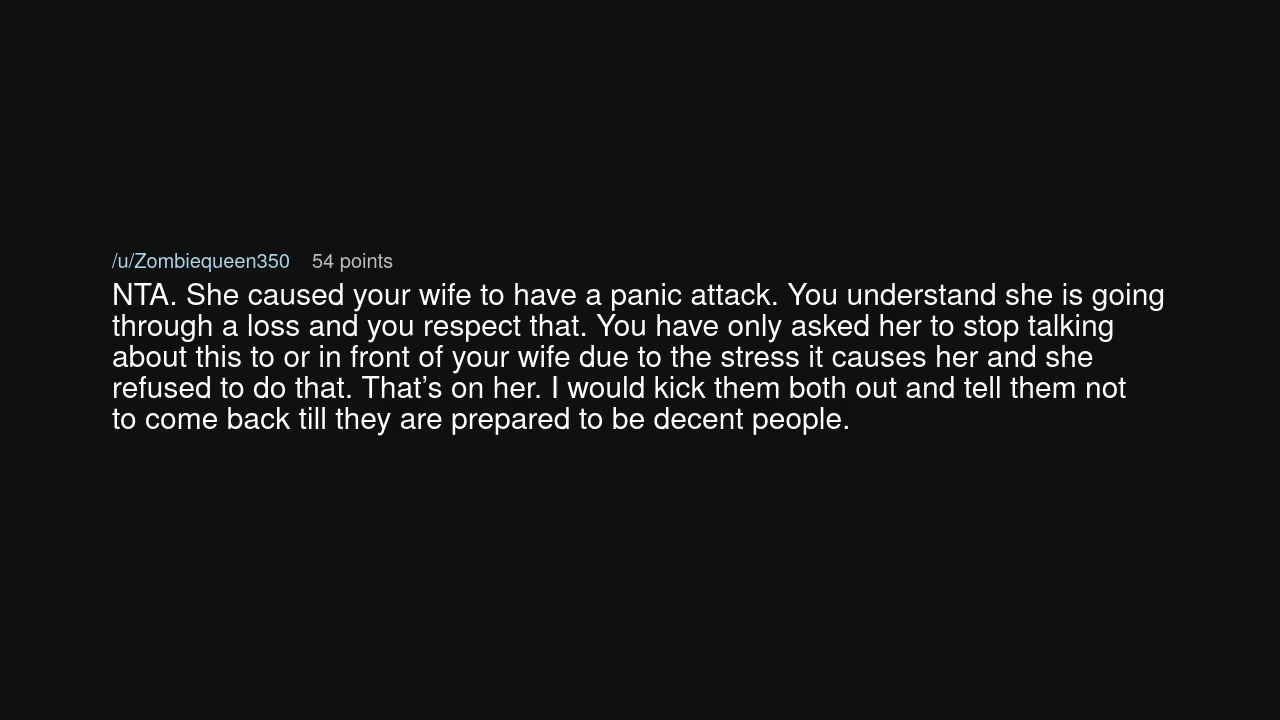 /u/Zombiequeen350 54 points
NTA. She caused your wife to have a panic attack. You understand she is going
through a loss and you respect that. You have only asked her to stop talking
about this to or in front of your wife due to the stress it causes her and she
refused to do that. That’s on her. I would kick them both out and tell them not
to come back till they are prepared to be decent people.